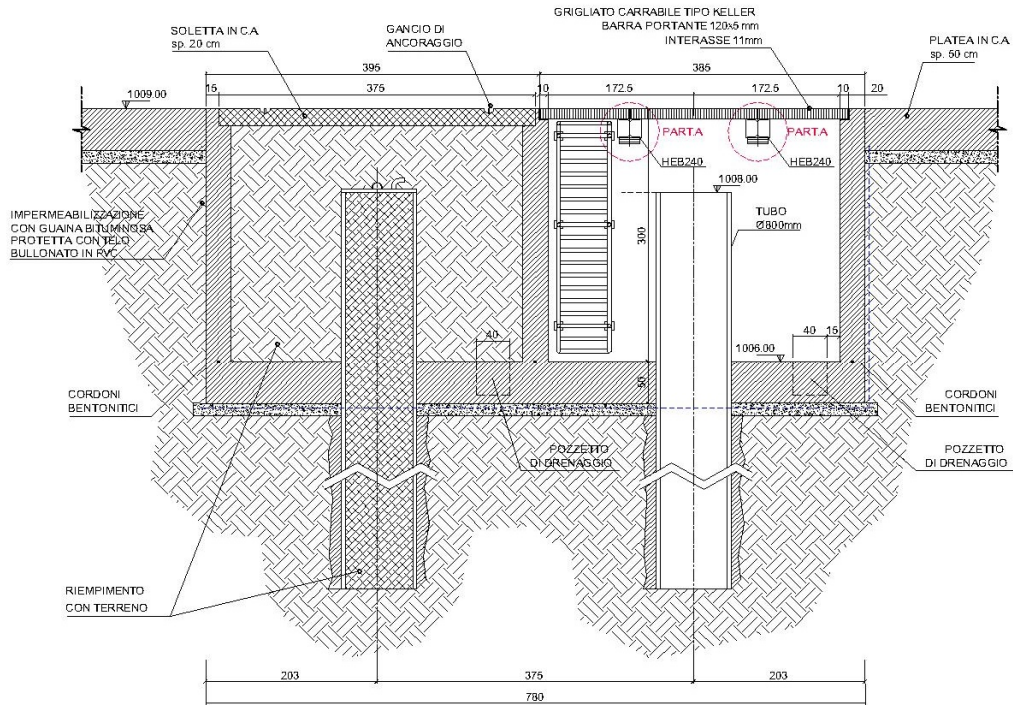 GRIGLIATO CARRABILE TIPO KELLER
BARRA PORTANTE 120x5 mm
INTERASSE 11mm
SOLETTA IN C.A
sp. 20 cm
GANCIO DI
ANCORAGGIO
PLATEA IN C.A
sp. 50 cm
395
385
15
375
10
172.5
172.5
10
20
1009.00
PART.A
PART.A
HEB240
HEB240
1008.00
IMPERMEABILIZZAZIONE
CON GUAINA BITUMINOSA
PROTETTA CON TELO
BULLONATO IN PVC
TUBO
Ø800mm
300
40
40
15
1006.00
50
CORDONI
BENTONITICI
CORDONI
BENTONITICI
POZZETTO
DI DRENAGGIO
POZZETTO
DI DRENAGGIO
RIEMPIMENTO
CON TERRENO
203
375
203
780